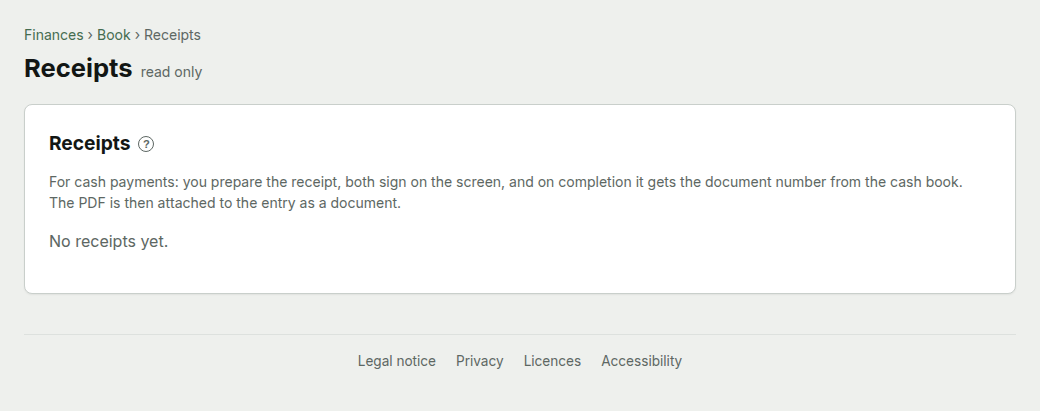 Finances › Book › Receipts
Receipts read only
Receipts ?
For cash payments: you prepare the receipt, both sign on the screen, and on completion it gets the document number from the cash book.
The PDF is then attached to the entry as a document.
No receipts yet.
Legal notice Privacy Licences Accessibility